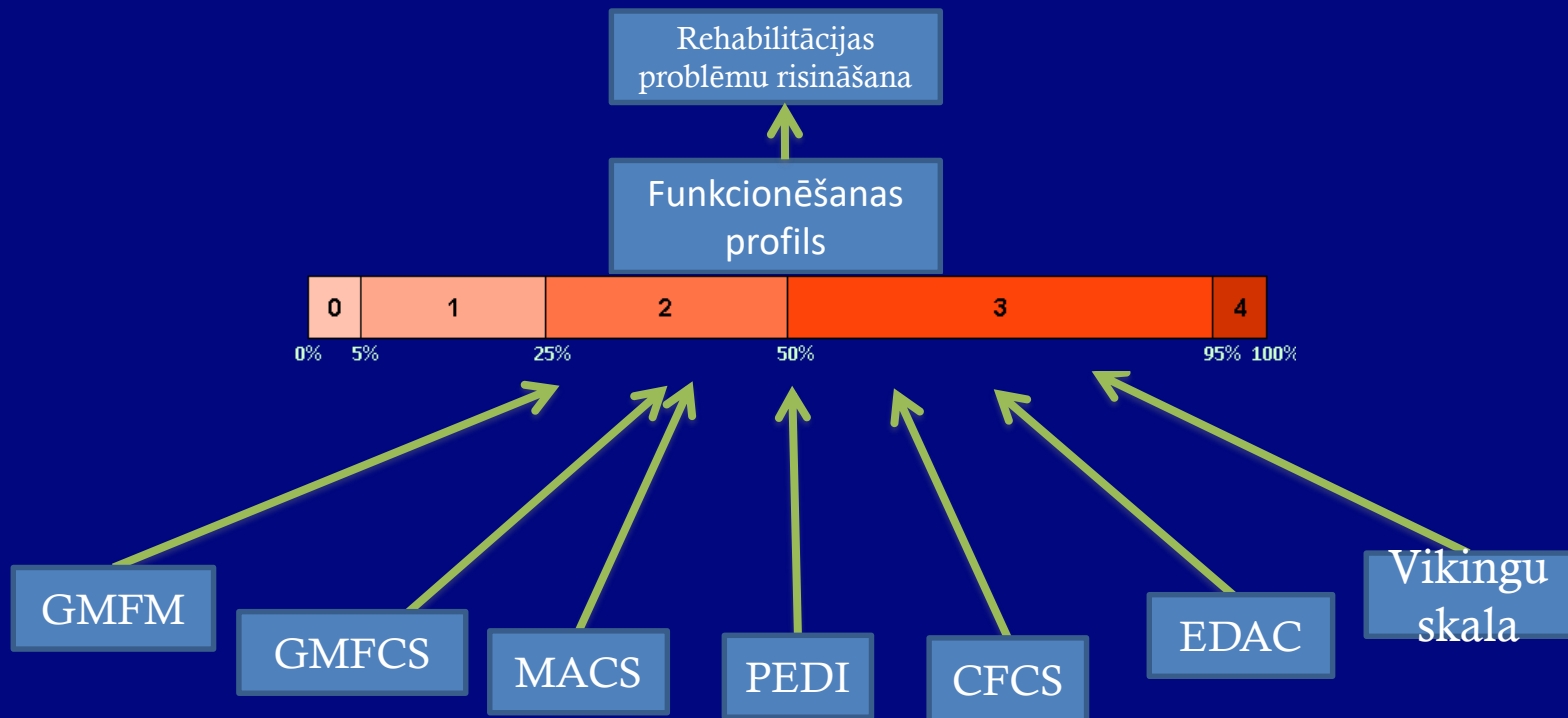 Rehabilitācijas
problēmu risināšana
Funkcionēšanas
profils
0 1 2 3 4
0% 5% 25% 50% 95% 100%
GMFM
GMFCS
MACS
PEDI
CFCS
EDAC
Vikingu
skala